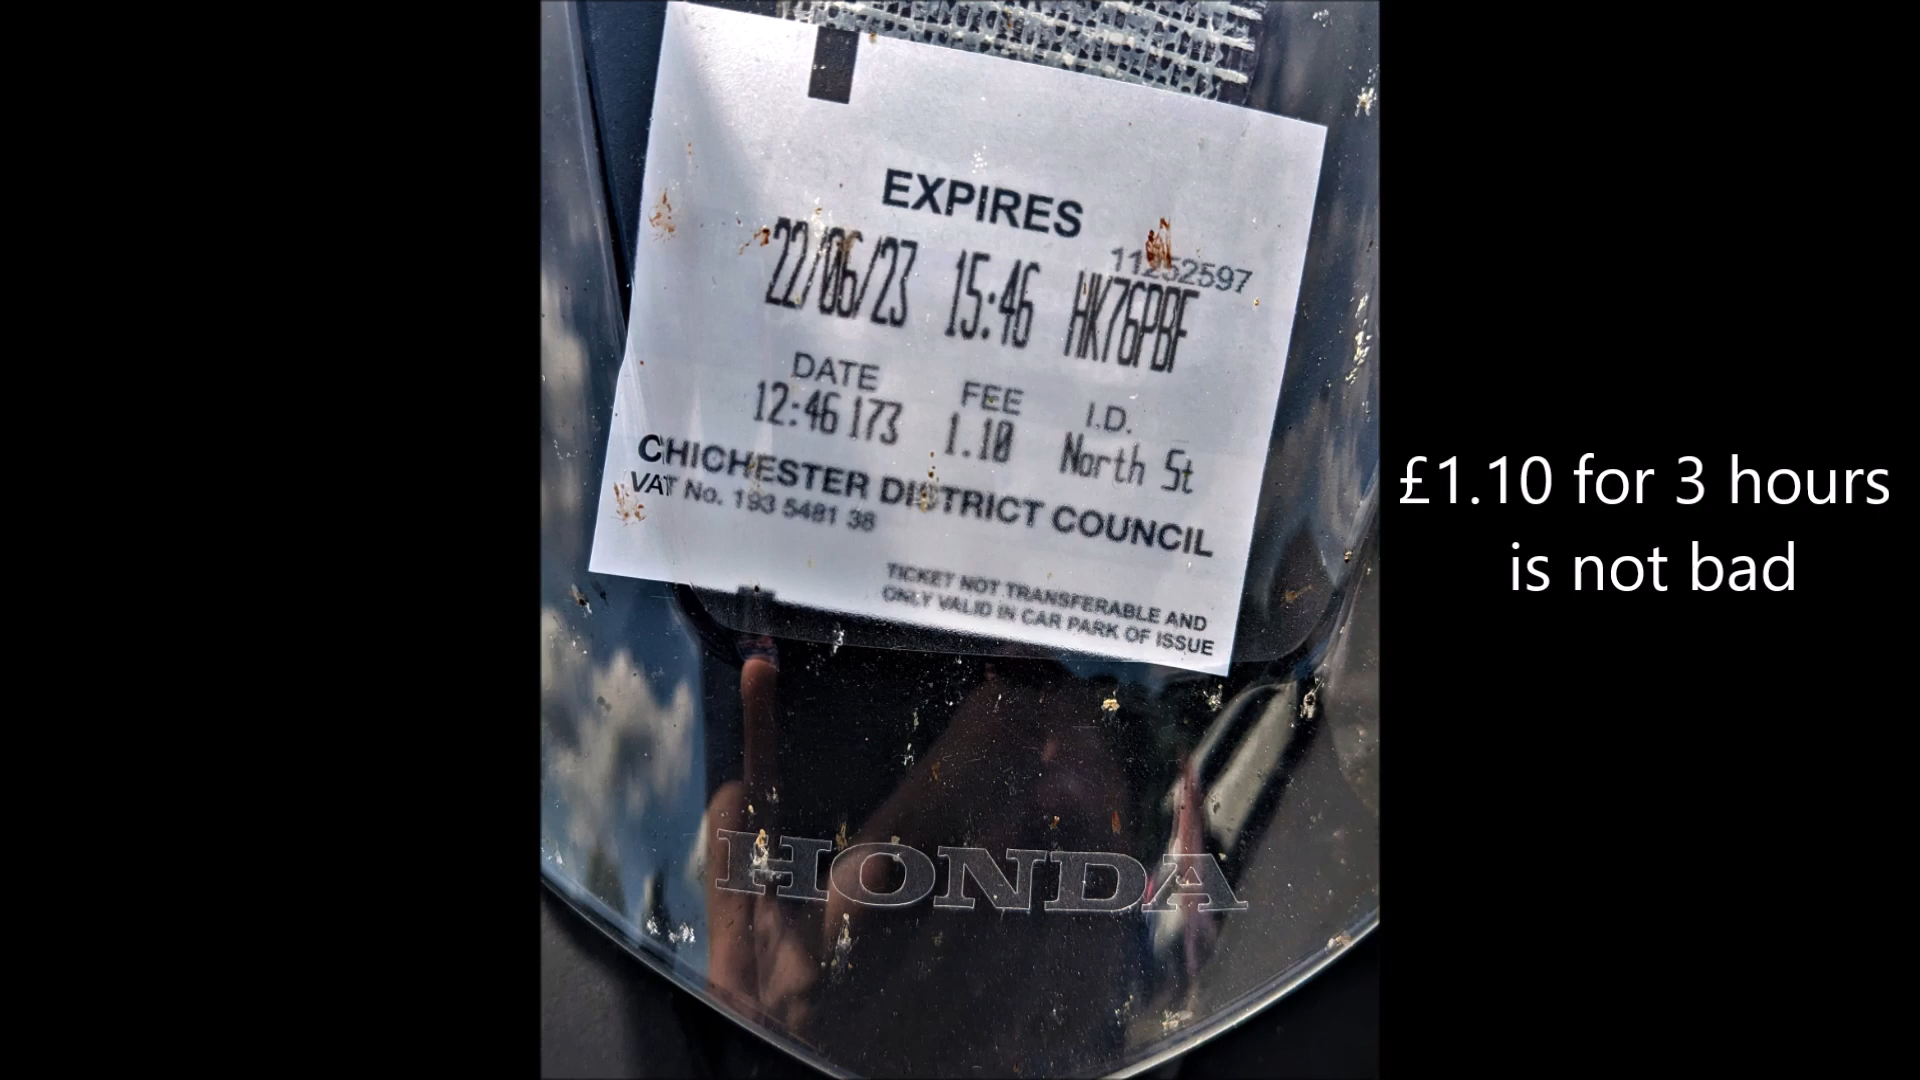 EXPIRES
11252597
22/06/23 15:46 HK76PBF
DATE FEE I.D.
12:46 173 1.10 North St
CHICHESTER DISTRICT COUNCIL
VAT No. 193 5481 38
TICKET NOT TRANSFERABLE AND
ONLY VALID IN CAR PARK OF ISSUE
HONDA
£1.10 for 3 hours
is not bad